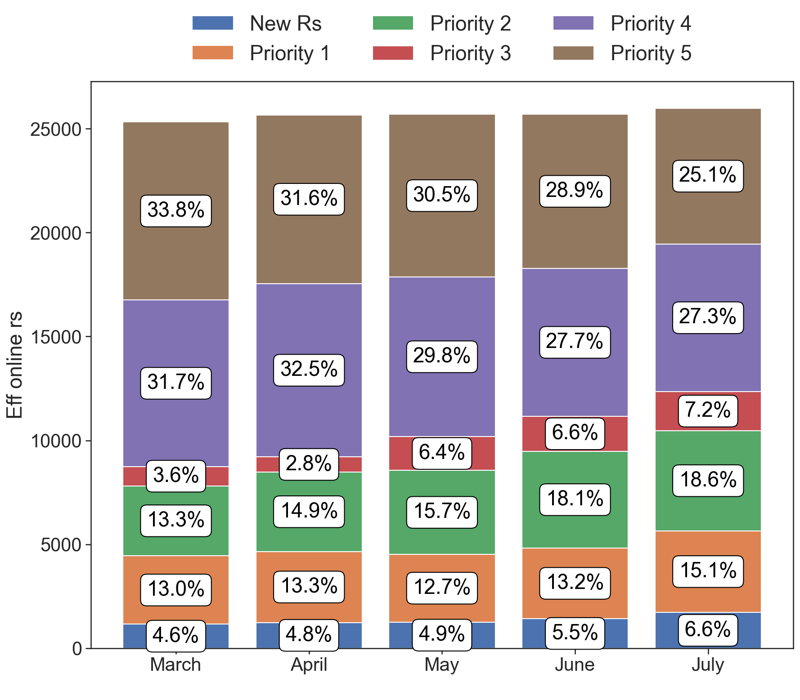 New Rs Priority 2 Priority 4
Priority 1 Priority 3 Priority 5
Eff online rs
25000
20000
15000
10000
5000
0
33.8% 31.6% 30.5% 28.9% 25.1%
31.7% 32.5% 29.8% 27.7% 27.3%
3.6% 2.8% 6.4% 6.6% 7.2%
13.3% 14.9% 15.7% 18.1% 18.6%
13.0% 13.3% 12.7% 13.2% 15.1%
4.6% 4.8% 4.9% 5.5% 6.6%
March April May June July